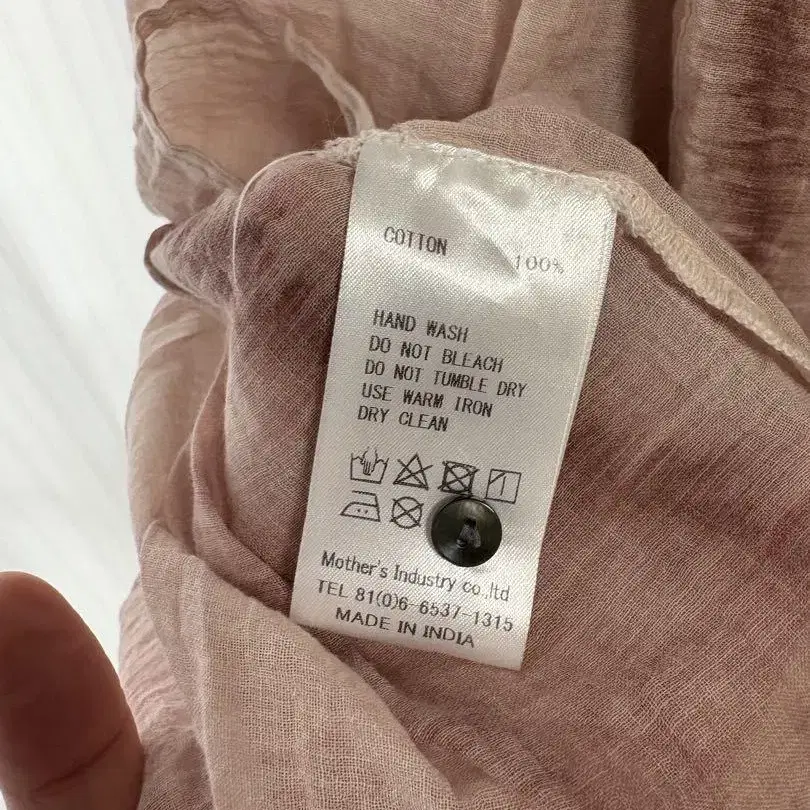 COTTON 100%
HAND WASH
DO NOT BLEACH
DO NOT TUMBLE DRY
USE WARM IRON
DRY CLEAN
Mother's Industry co.,ltd
TEL 81(0)6-6537-1315
MADE IN INDIA